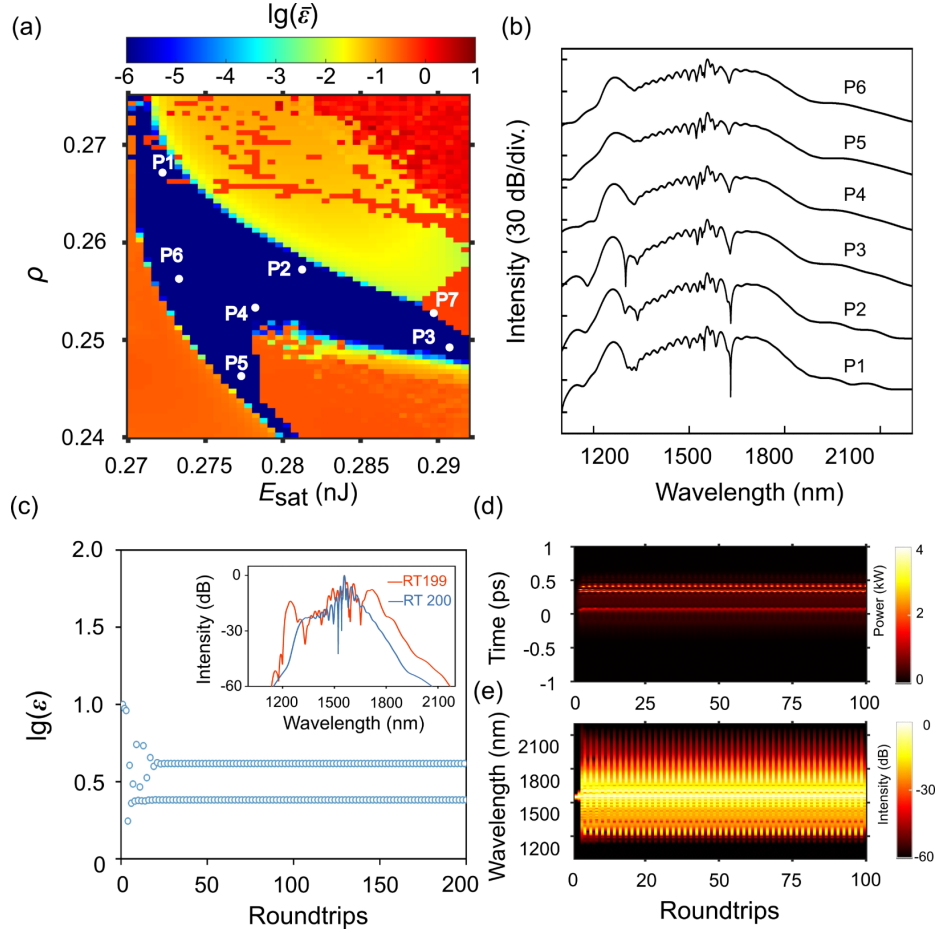 (a)
lg(ε̄)
-6 -5 -4 -3 -2 -1 0 1
ρ
0.27
0.26
0.25
0.24
P1
P6
P2
P4
P7
P3
P5
0.27 0.275 0.28 0.285 0.29
Esat (nJ)
(b)
Intensity (30 dB/div.)
P6
P5
P4
P3
P2
P1
1200 1500 1800 2100
Wavelength (nm)
(c)
lg(ε)
2.0
1.5
1.0
0.5
0
0 50 100 150 200
Roundtrips
Intensity (dB)
0
-30
-60
RT199
RT 200
1200 1500 1800 2100
Wavelength (nm)
(d)
Time (ps)
1
0.5
0
-0.5
-1
0 25 50 75 100
Power (kW)
4
2
0
(e)
Wavelength (nm)
2100
1800
1500
1200
0 25 50 75 100
Roundtrips
Intensity (dB)
0
-30
-60